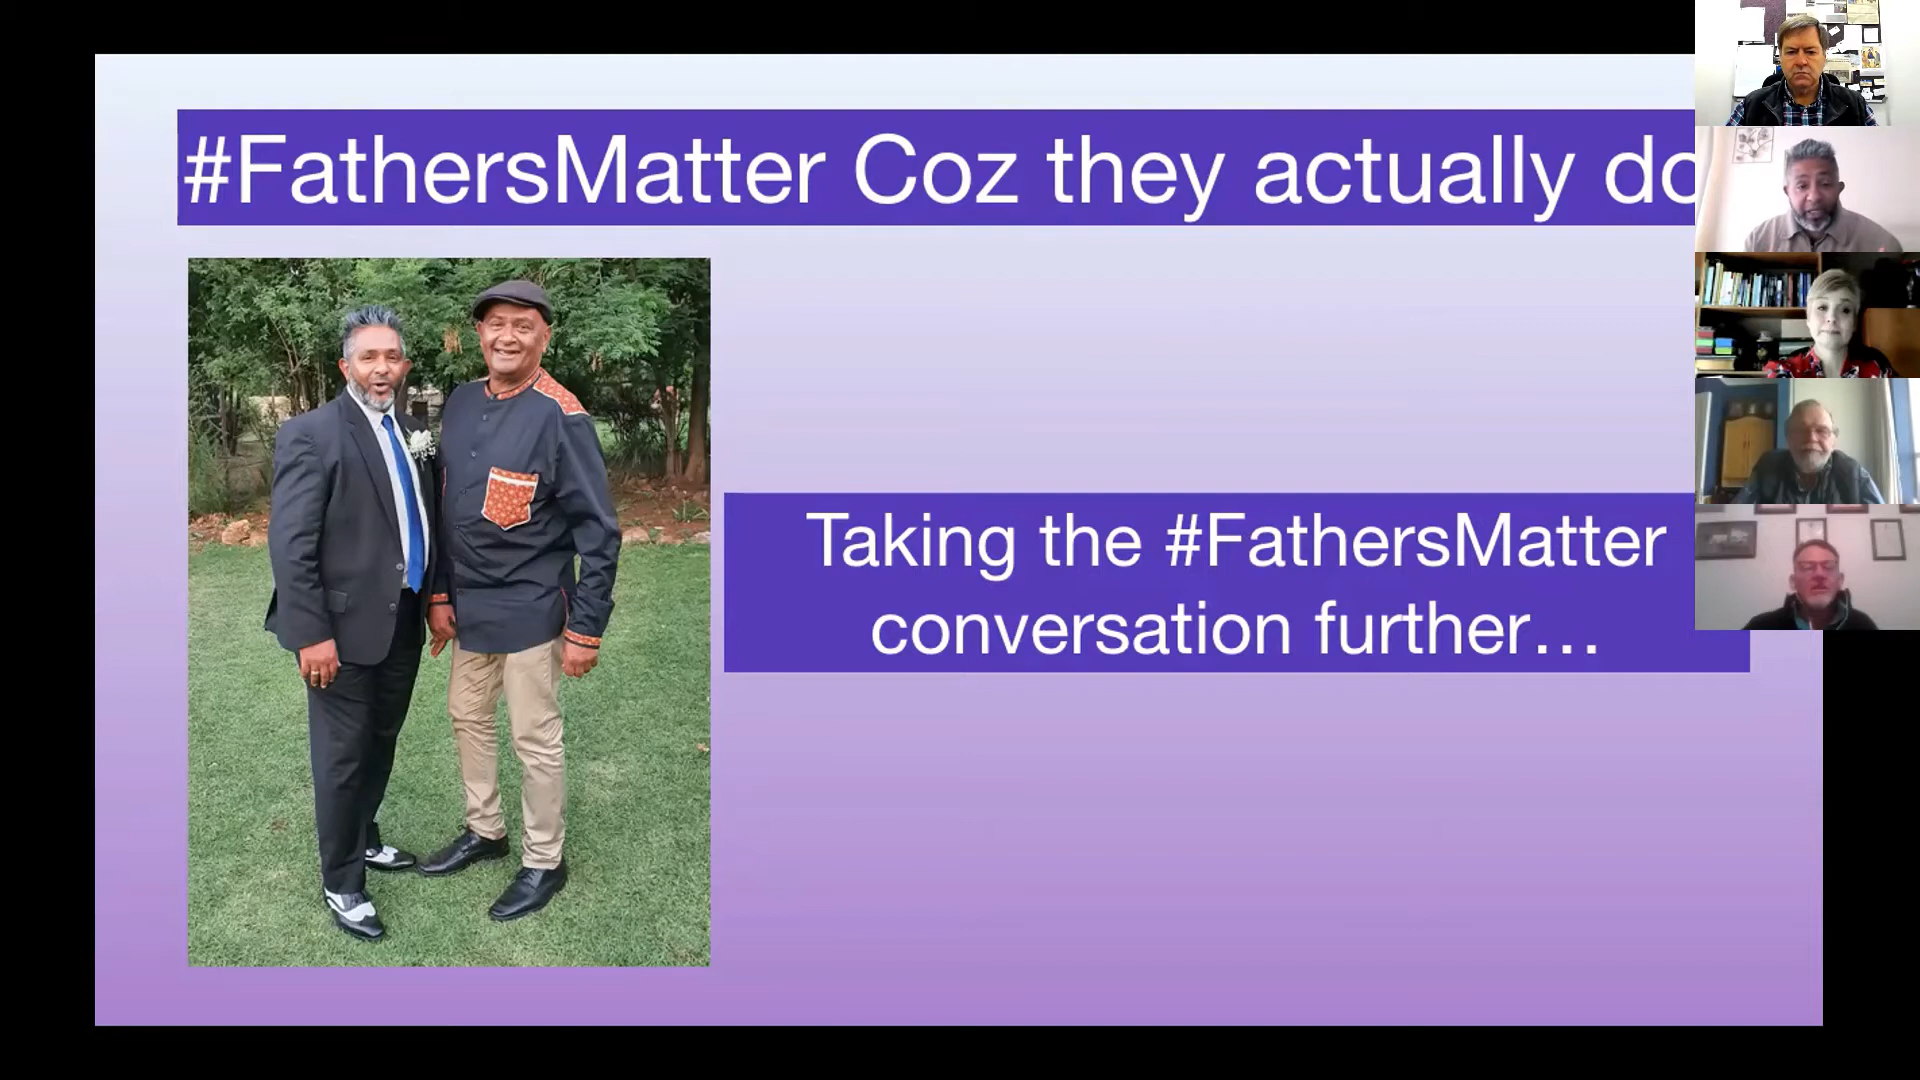 #FathersMatter Coz they actually do
Taking the #FathersMatter
conversation further…